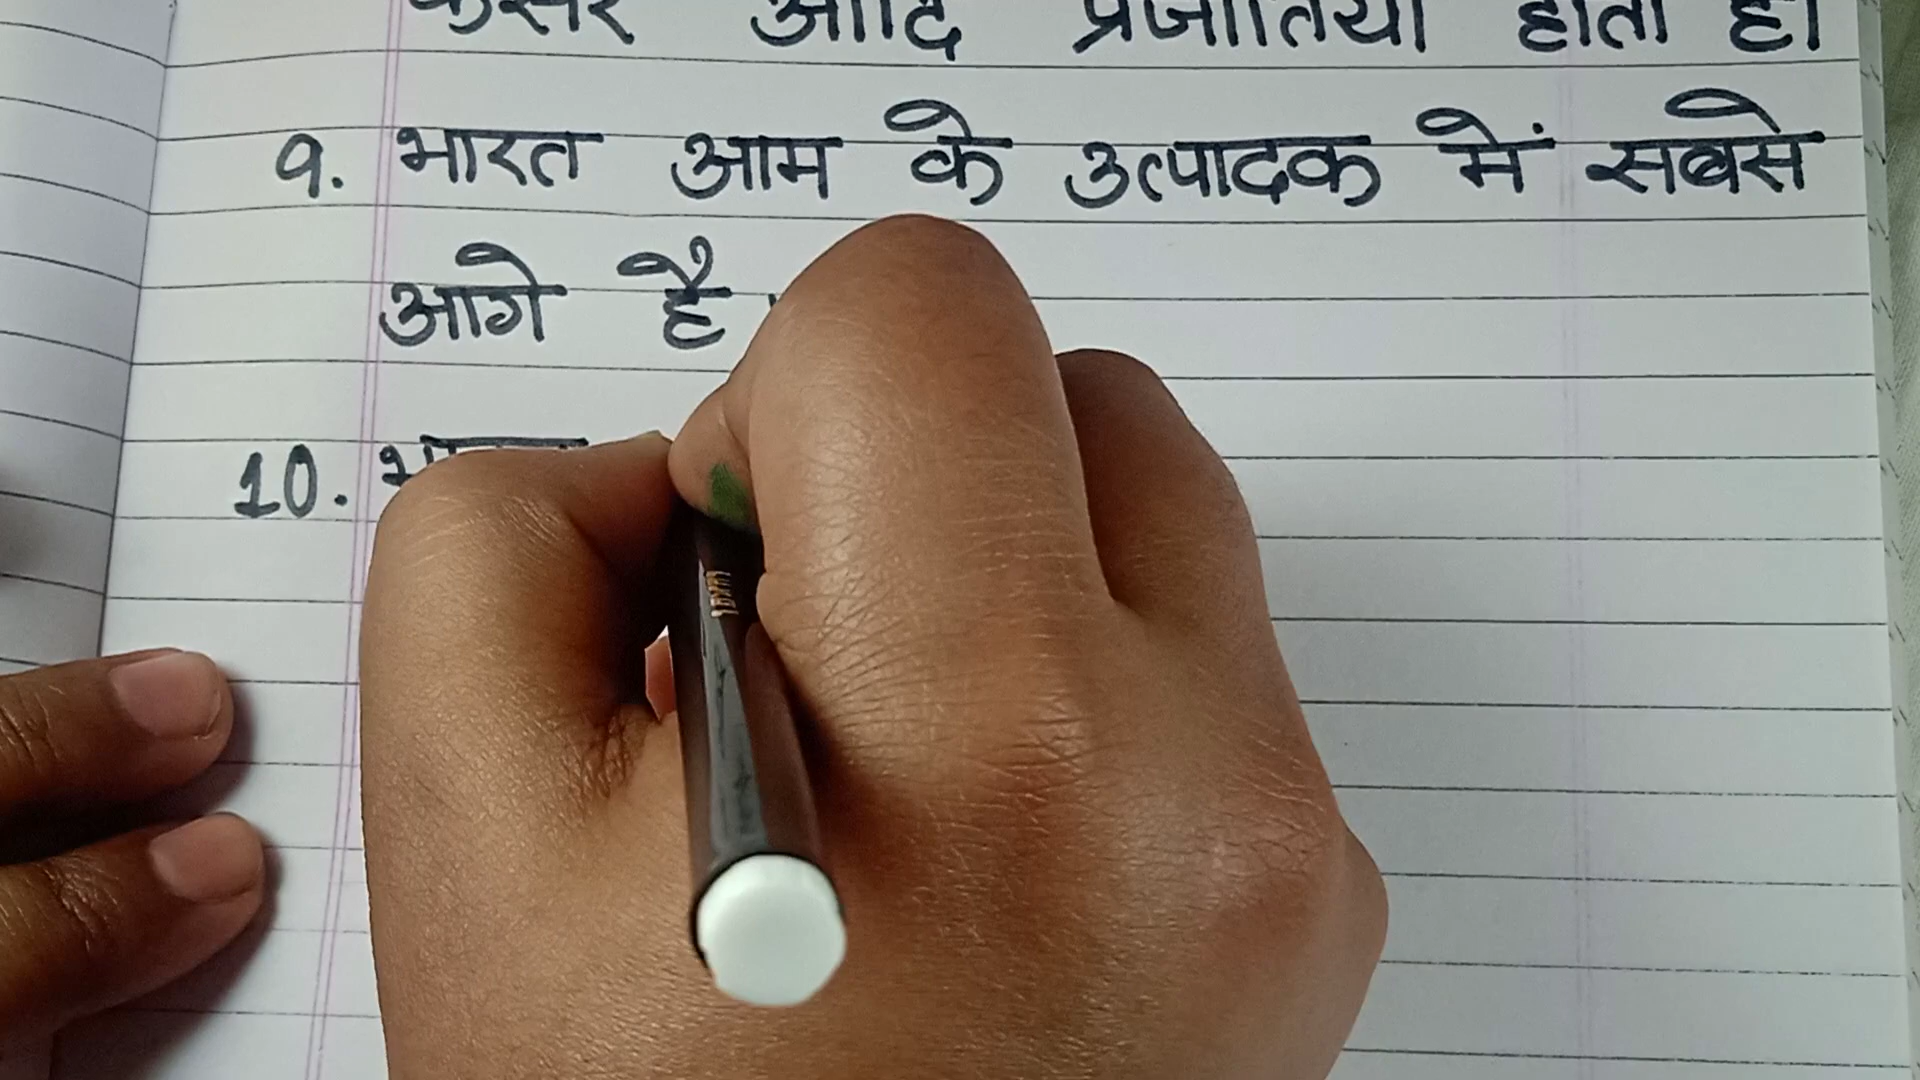 केसर आदि प्रजातियाँ होती है।
9. भारत आम के उत्पादक में सबसे
आगे है
10.